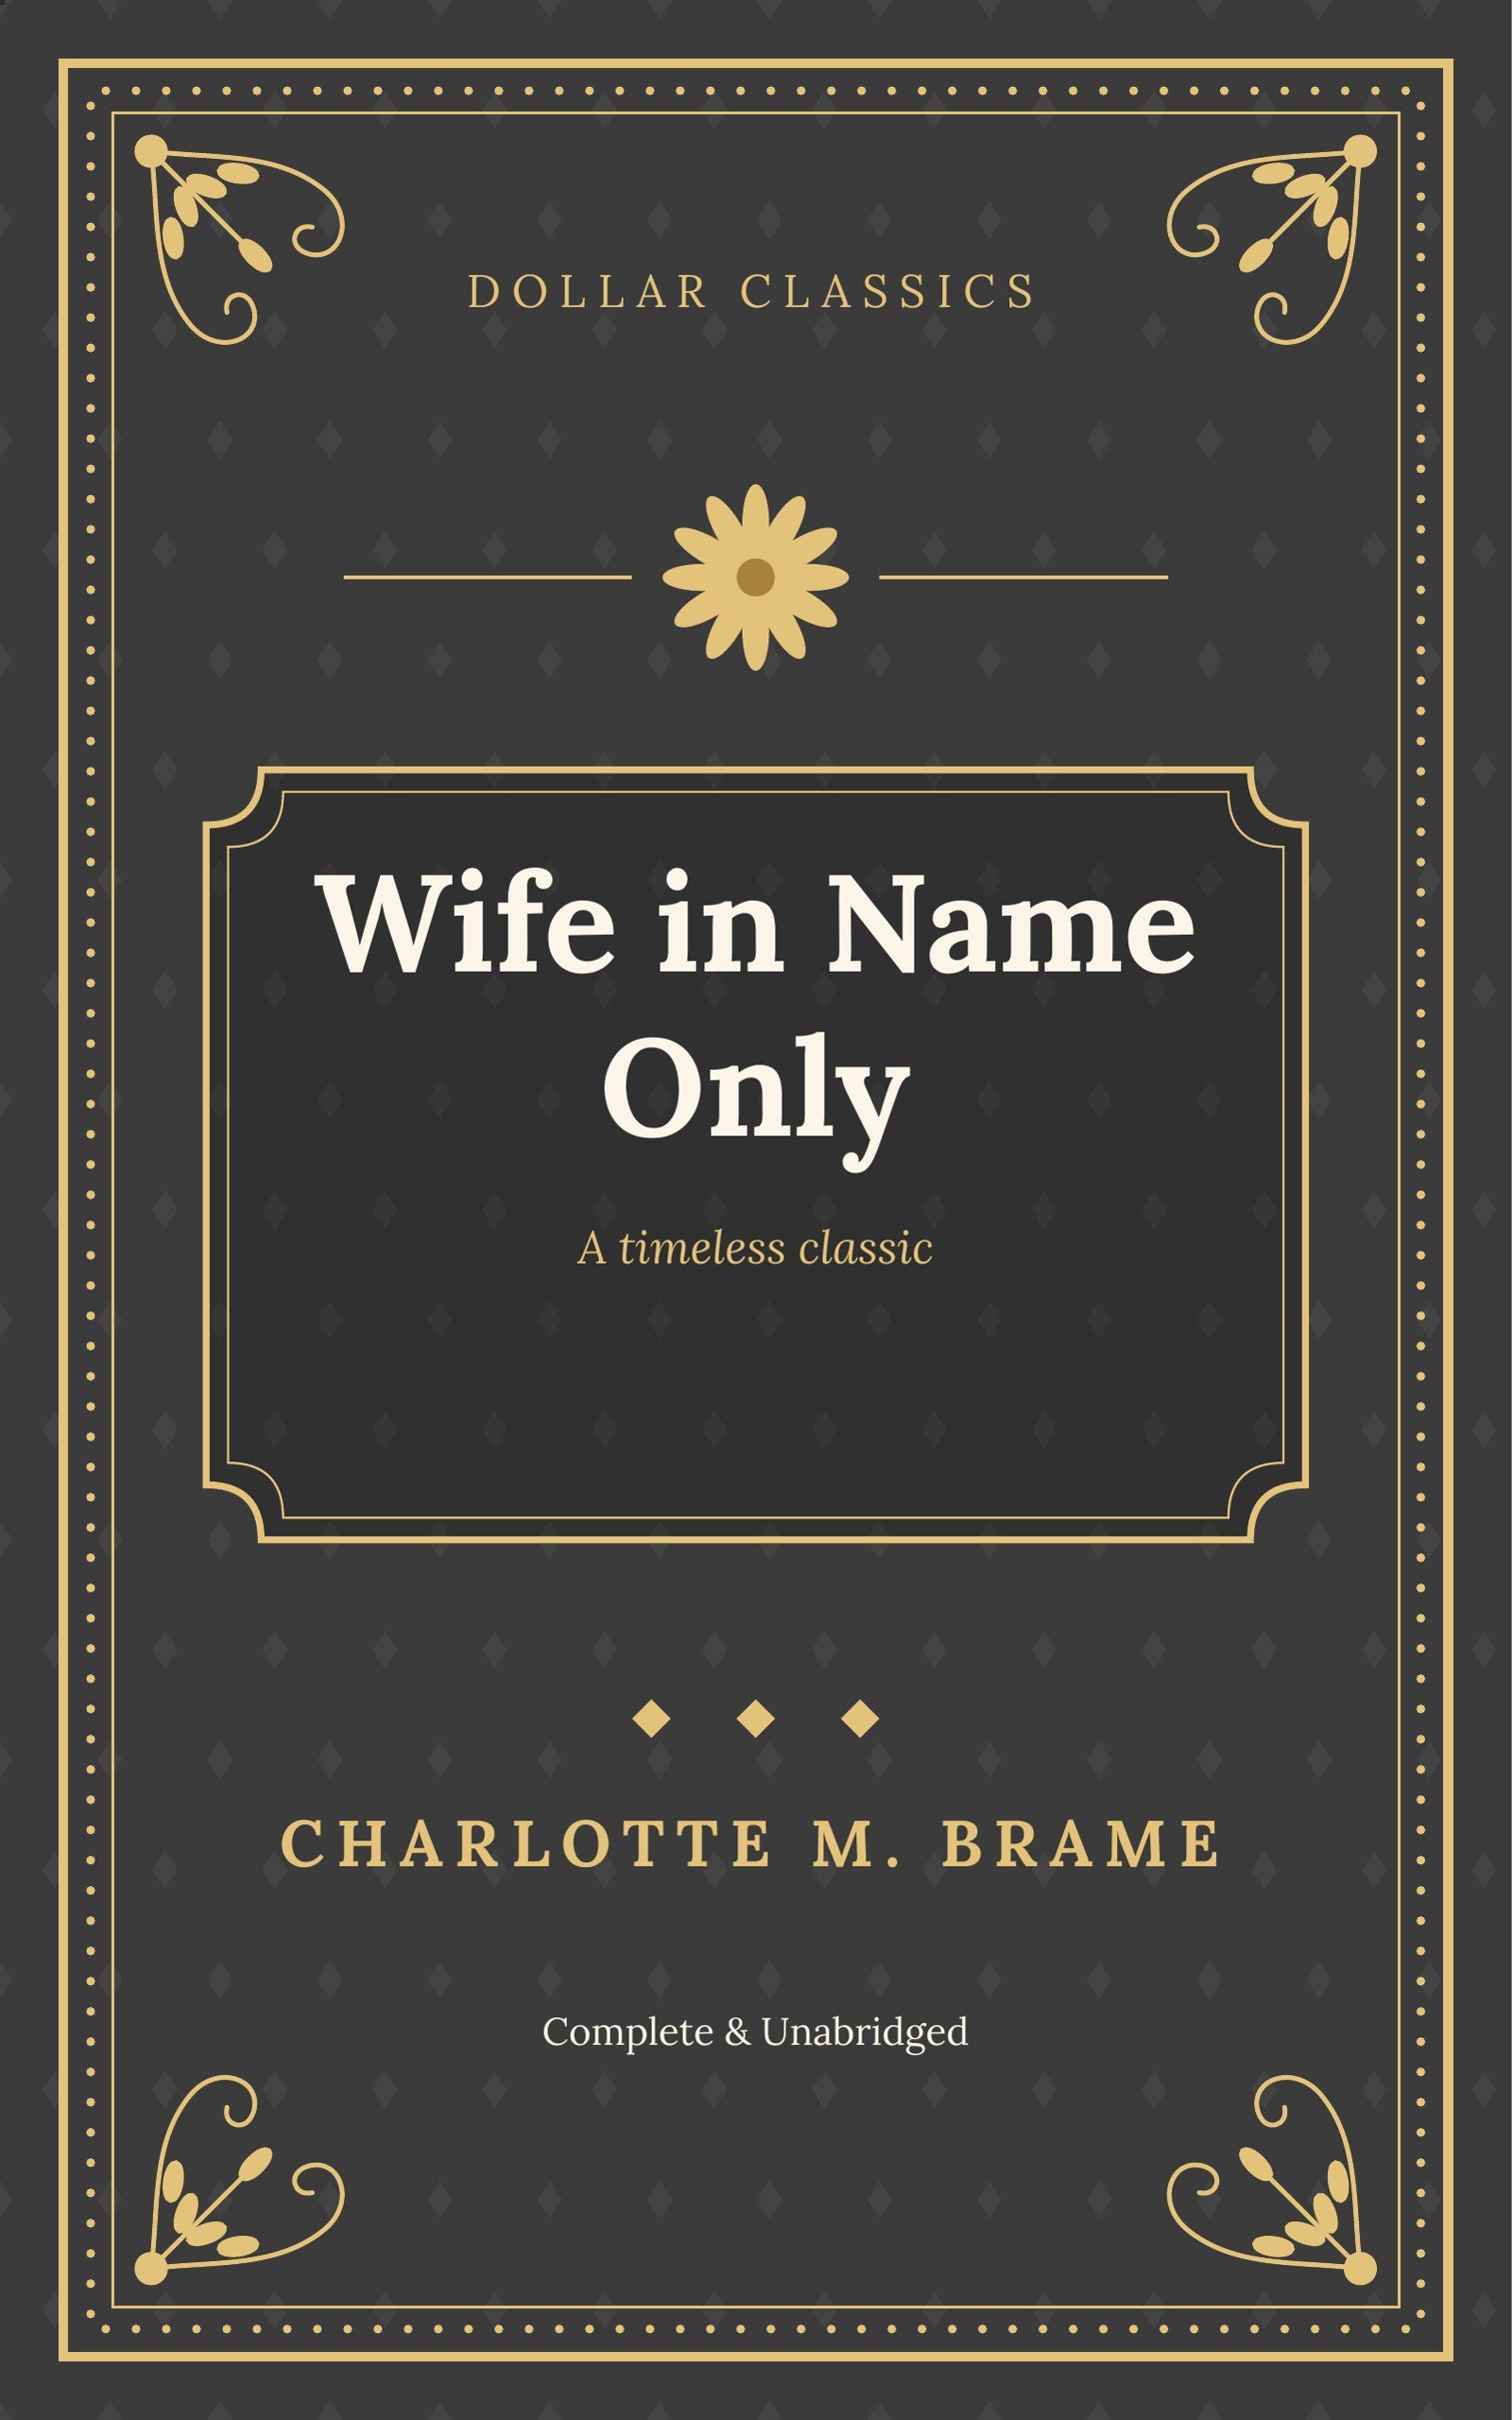 DOLLAR CLASSICS
Wife in Name
Only
A timeless classic
CHARLOTTE M. BRAME
Complete & Unabridged